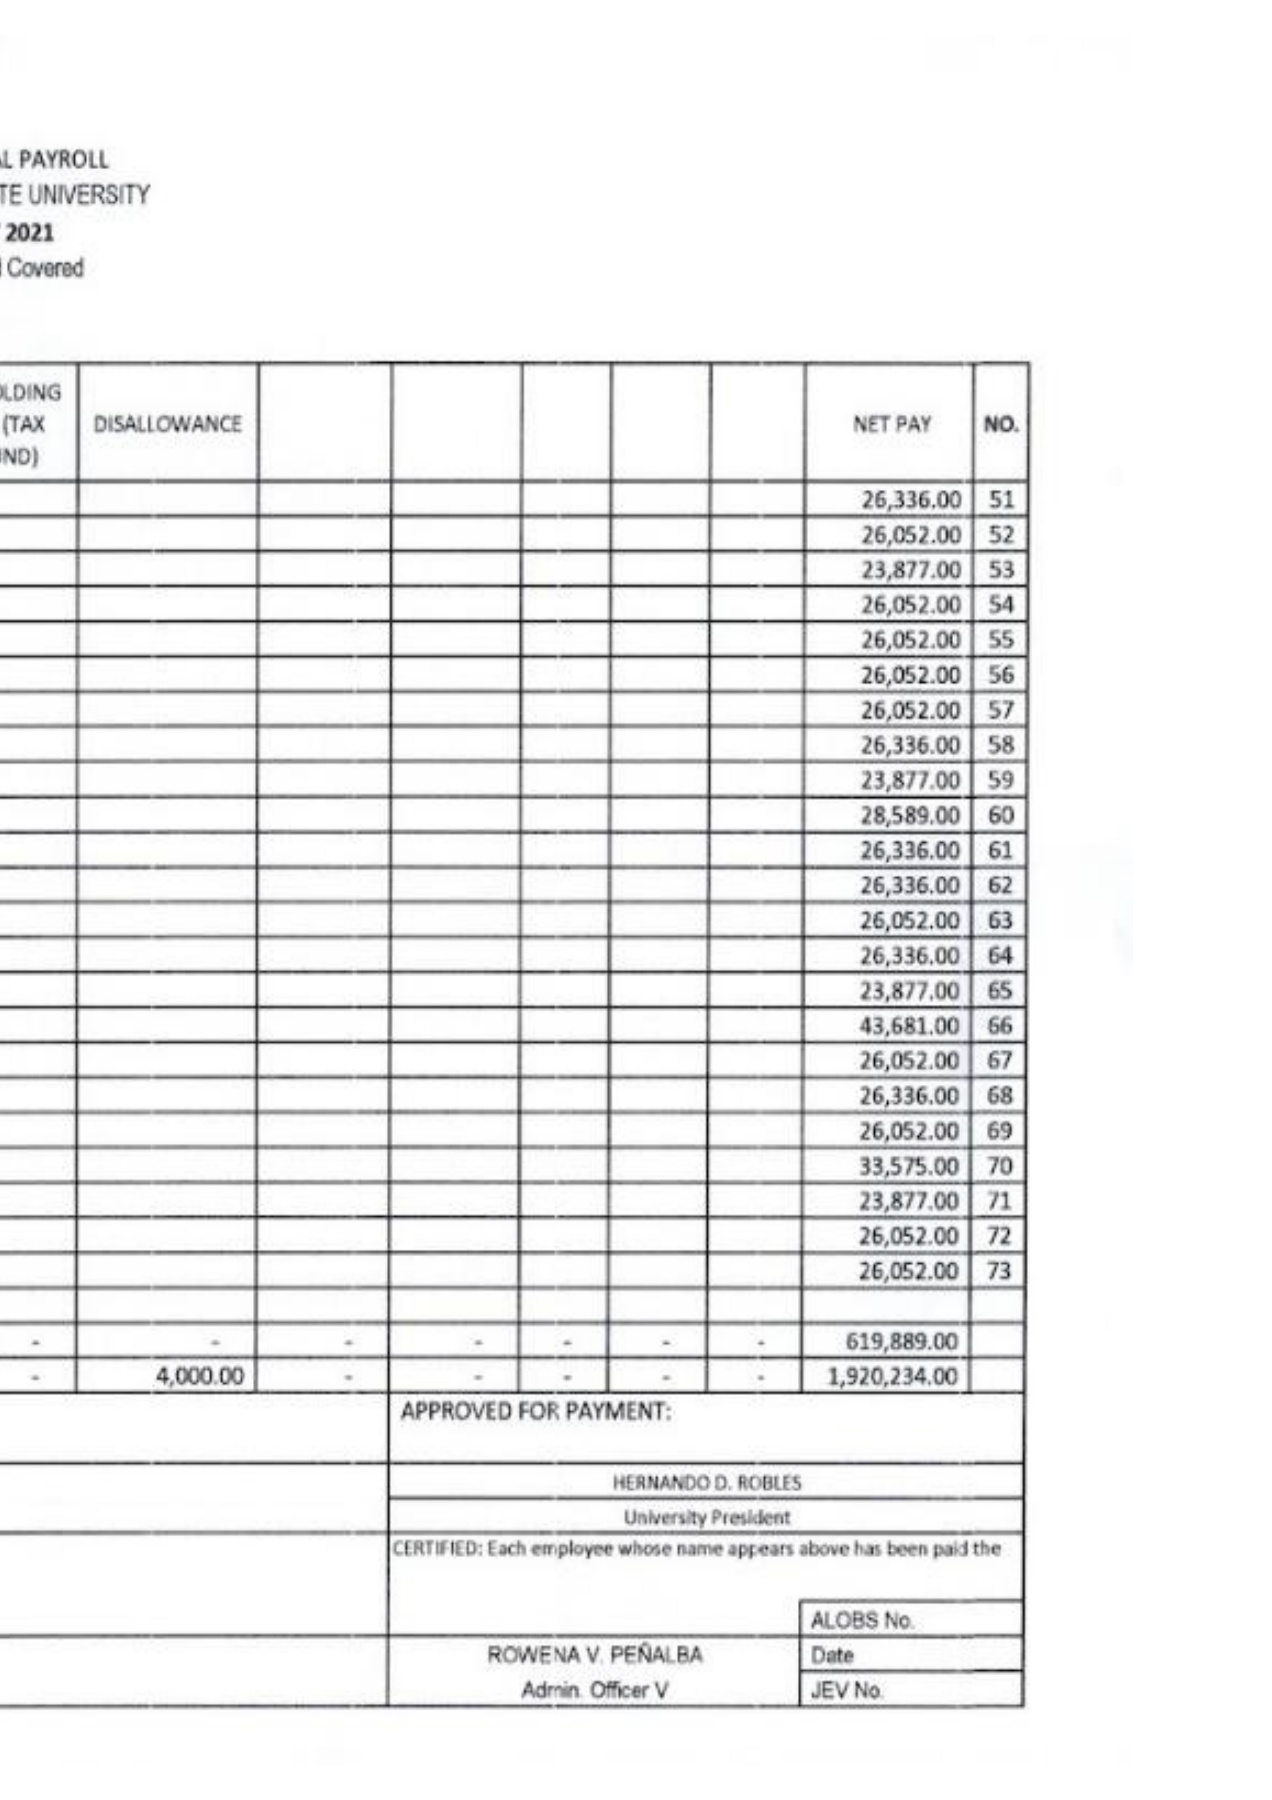 AL PAYROLL
TE UNIVERSITY
2021
d Covered
OLDING
(TAX
UND)
DISALLOWANCE
NET PAY
NO.
26,336.00 51
26,052.00 52
23,877.00 53
26,052.00 54
26,052.00 55
26,052.00 56
26,052.00 57
26,336.00 58
23,877.00 59
28,589.00 60
26,336.00 61
26,336.00 62
26,052.00 63
26,336.00 64
23,877.00 65
43,681.00 66
26,052.00 67
26,336.00 68
26,052.00 69
33,575.00 70
23,877.00 71
26,052.00 72
26,052.00 73
- - - - - - - 619,889.00
- 4,000.00 - - - - - 1,920,234.00
APPROVED FOR PAYMENT:
HERNANDO D. ROBLES
University President
CERTIFIED: Each employee whose name appears above has been paid the
ALOBS No.
ROWENA V. PEÑALBA
Date
Admin. Officer V
JEV No.